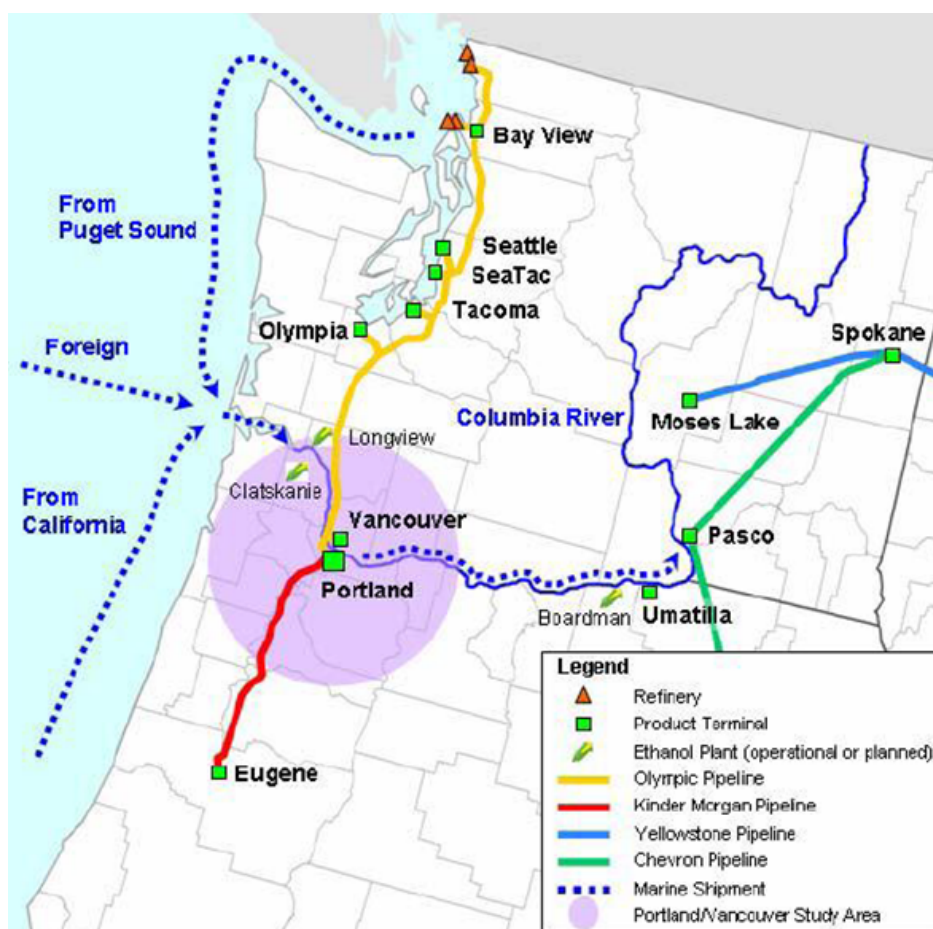 Bay View
From
Puget Sound
Seattle
SeaTac
Tacoma
Olympia
Spokane
Foreign
Moses Lake
Columbia River
Longview
Clatskanie
From
California
Vancouver
Pasco
Portland
Boardman
Umatilla
Eugene
Legend
Refinery
Product Terminal
Ethanol Plant (operational or planned)
Olympic Pipeline
Kinder Morgan Pipeline
Yellowstone Pipeline
Chevron Pipeline
Marine Shipment
Portland/Vancouver Study Area